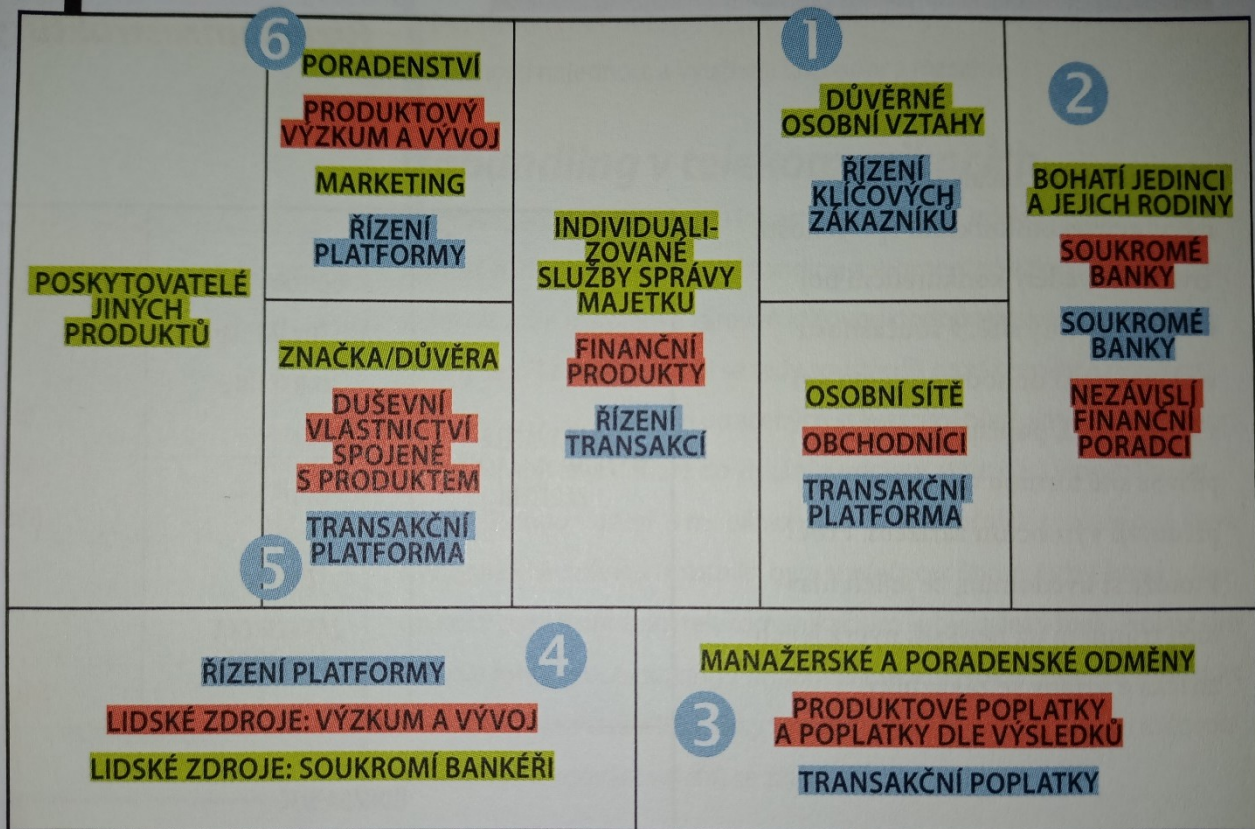 POSKYTOVATELÉ
JINÝCH
PRODUKTŮ
6
PORADENSTVÍ
PRODUKTOVÝ
VÝZKUM A VÝVOJ
MARKETING
ŘÍZENÍ
PLATFORMY
ZNAČKA/DŮVĚRA
DUŠEVNÍ
VLASTNICTVÍ
SPOJENÉ
S PRODUKTEM
TRANSAKČNÍ
PLATFORMA
5
INDIVIDUALI-
ZOVANÉ
SLUŽBY SPRÁVY
MAJETKU
FINANČNÍ
PRODUKTY
ŘÍZENÍ
TRANSAKCÍ
1
DŮVĚRNÉ
OSOBNÍ VZTAHY
ŘÍZENÍ
KLÍČOVÝCH
ZÁKAZNÍKŮ
OSOBNÍ SÍTĚ
OBCHODNÍCI
TRANSAKČNÍ
PLATFORMA
2
BOHATÍ JEDINCI
A JEJICH RODINY
SOUKROMÉ
BANKY
SOUKROMÉ
BANKY
NEZÁVISLÍ
FINANČNÍ
PORADCI
4
ŘÍZENÍ PLATFORMY
LIDSKÉ ZDROJE: VÝZKUM A VÝVOJ
LIDSKÉ ZDROJE: SOUKROMÍ BANKÉŘI
3
MANAŽERSKÉ A PORADENSKÉ ODMĚNY
PRODUKTOVÉ POPLATKY
A POPLATKY DLE VÝSLEDKŮ
TRANSAKČNÍ POPLATKY